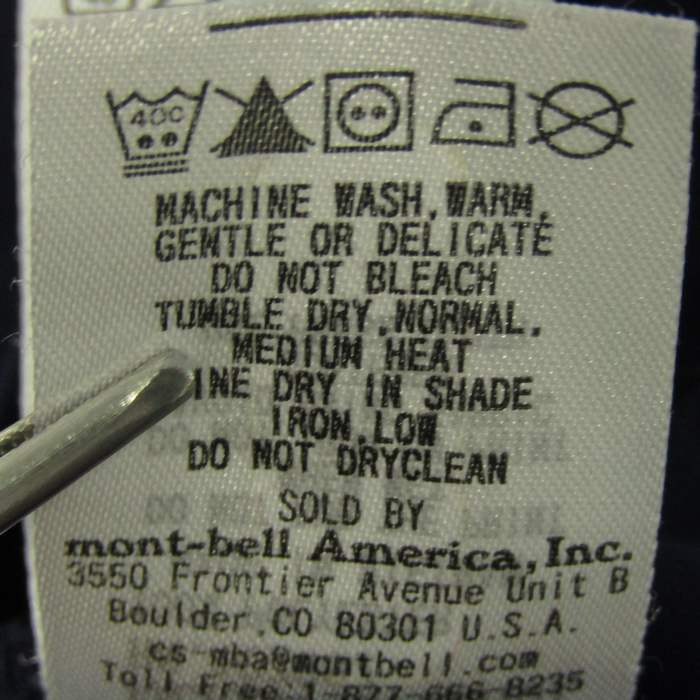 40C
MACHINE WASH, WARM,
GENTLE OR DELICATE
DO NOT BLEACH
TUMBLE DRY, NORMAL,
MEDIUM HEAT
INE DRY IN SHADE
IRON, LOW
DO NOT DRYCLEAN
SOLD BY
mont-bell America, Inc.
3550 Frontier Avenue Unit B
Boulder, CO 80301 U.S.A.
cs-mba@montbell.com
Toll Free 1-877-666-8235